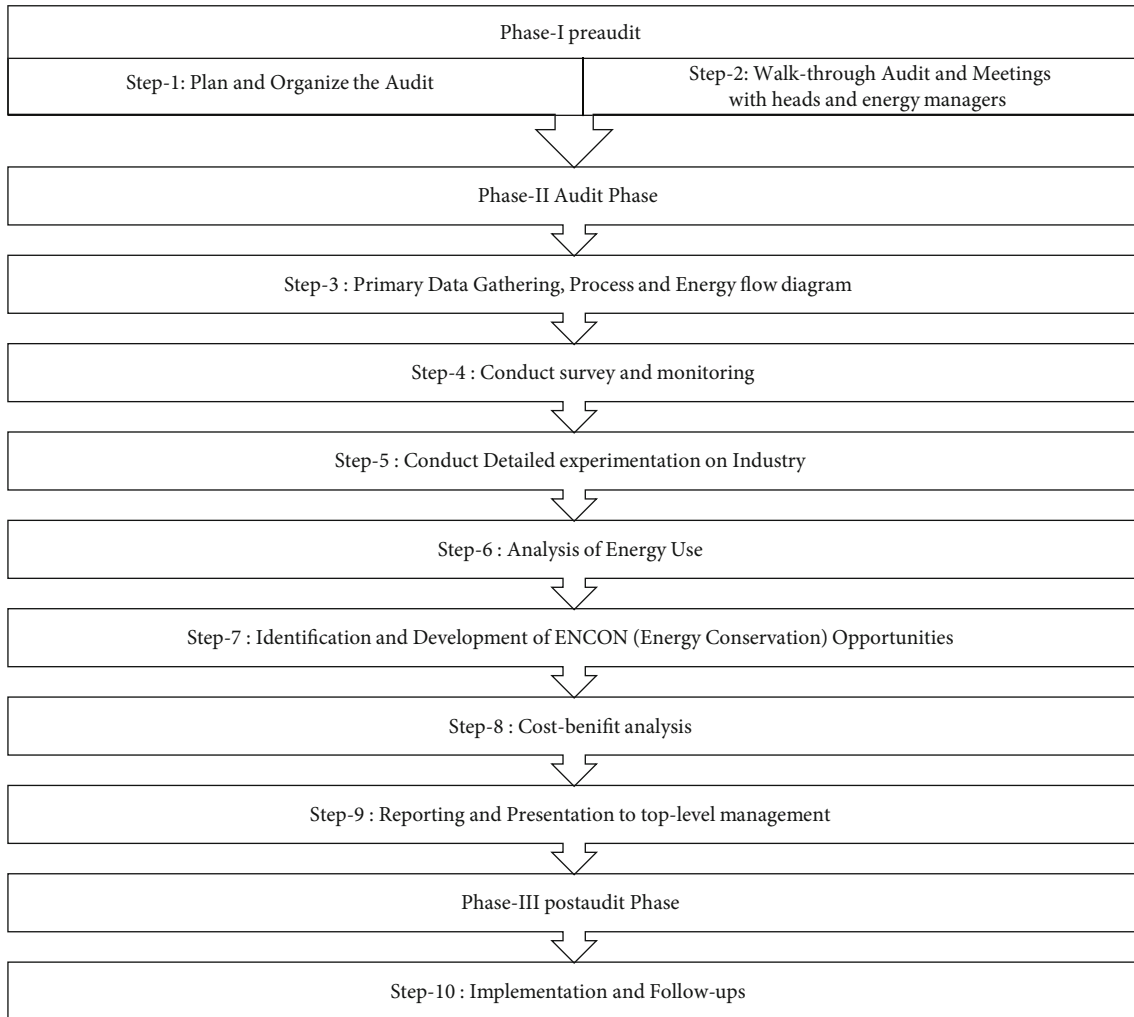 Phase-I preaudit
Step-1: Plan and Organize the Audit
Step-2: Walk-through Audit and Meetings
with heads and energy managers
Phase-II Audit Phase
Step-3 : Primary Data Gathering, Process and Energy flow diagram
Step-4 : Conduct survey and monitoring
Step-5 : Conduct Detailed experimentation on Industry
Step-6 : Analysis of Energy Use
Step-7 : Identification and Development of ENCON (Energy Conservation) Opportunities
Step-8 : Cost-benifit analysis
Step-9 : Reporting and Presentation to top-level management
Phase-III postaudit Phase
Step-10 : Implementation and Follow-ups